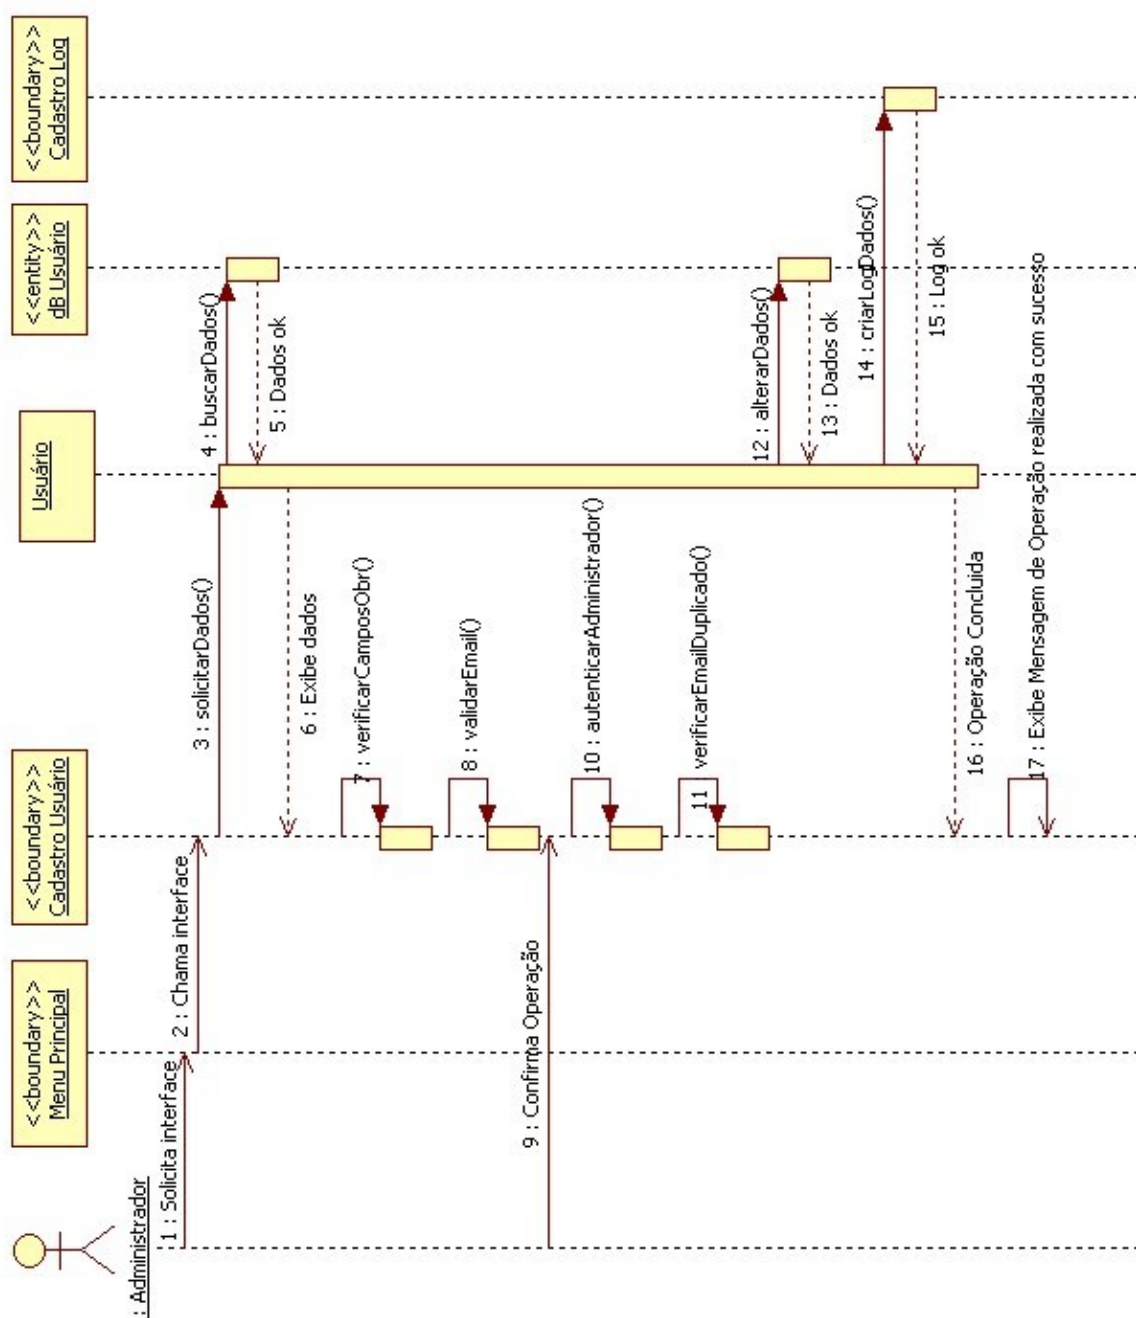 : Administrador
<<boundary>>
Menu Principal
<<boundary>>
Cadastro Usuário
Usuário
<<entity>>
dB Usuário
<<boundary>>
Cadastro Log
1 : Solicita interface
2 : Chama interface
3 : solicitarDados()
4 : buscarDados()
5 : Dados ok
6 : Exibe dados
7 : verificarCamposObr()
8 : validarEmail()
9 : Confirma Operação
10 : autenticarAdministrador()
11 : verificarEmailDuplicado()
12 : alterarDados()
13 : Dados ok
14 : criarLogDados()
15 : Log ok
16 : Operação Concluida
17 : Exibe Mensagem de Operação realizada com sucesso